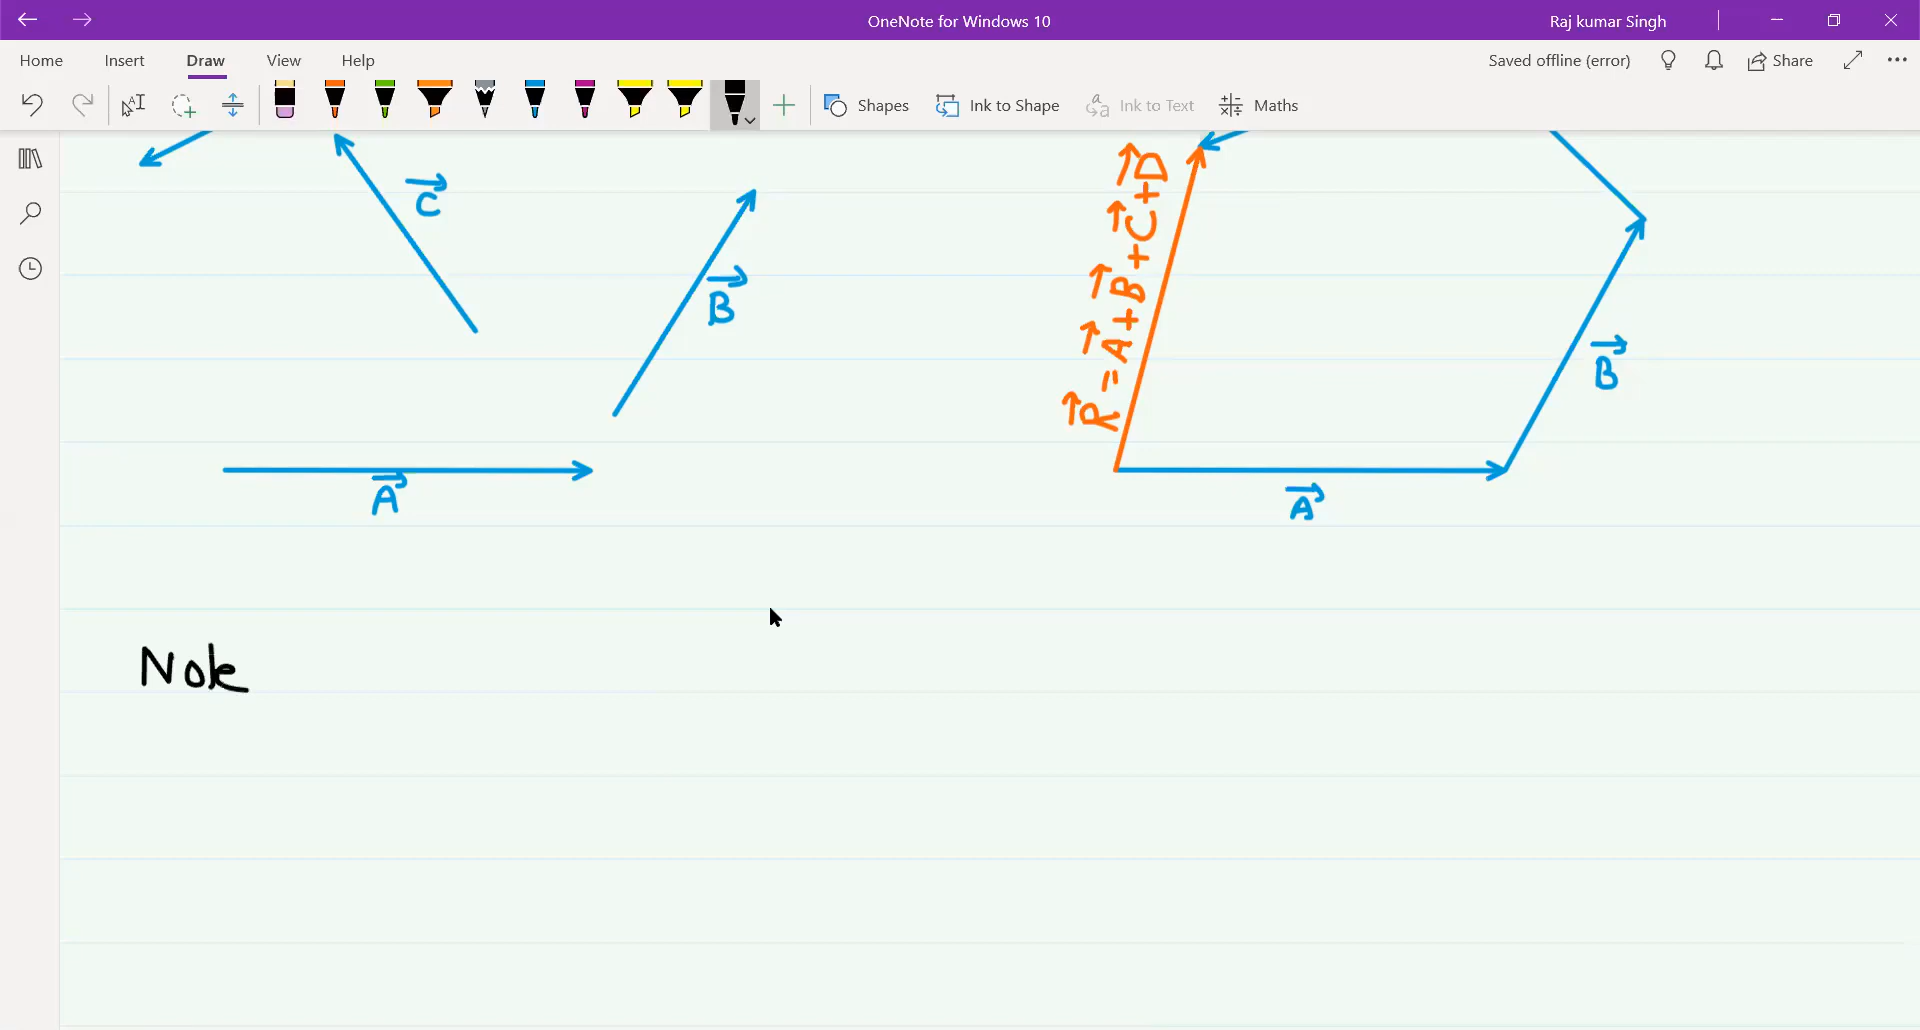 OneNote for Windows 10
Raj kumar Singh
Home Insert Draw View Help
Saved offline (error) Share
Shapes Ink to Shape Ink to Text Maths
C
B
A
R = A + B + C + D
B
A
Note